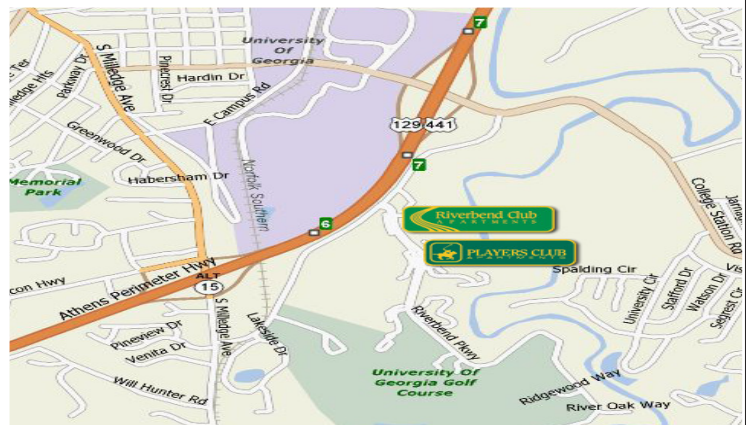 7
University
Of
Georgia
S Milledge Ave
Parkway Dr
Pinecrest Dr
Hardin Dr
E Campus Rd
129 441
Greenwood Dr
Habersham Dr
Norfolk Southern
Memorial
Park
7
6
Riverbend Club
APARTMENTS
PLAYERS CLUB
College Station Rd
Athens Perimeter Hwy
ALT
15
Spalding Cir
University Cir
Stafford Dr
Watson Dr
Segrest Cir
S Milledge Ave
Lakeside Dr
Riverbend Pkwy
Pineview Dr
Venita Dr
Will Hunter Rd
University Of
Georgia Golf
Course
Ridgewood Way
River Oak Way